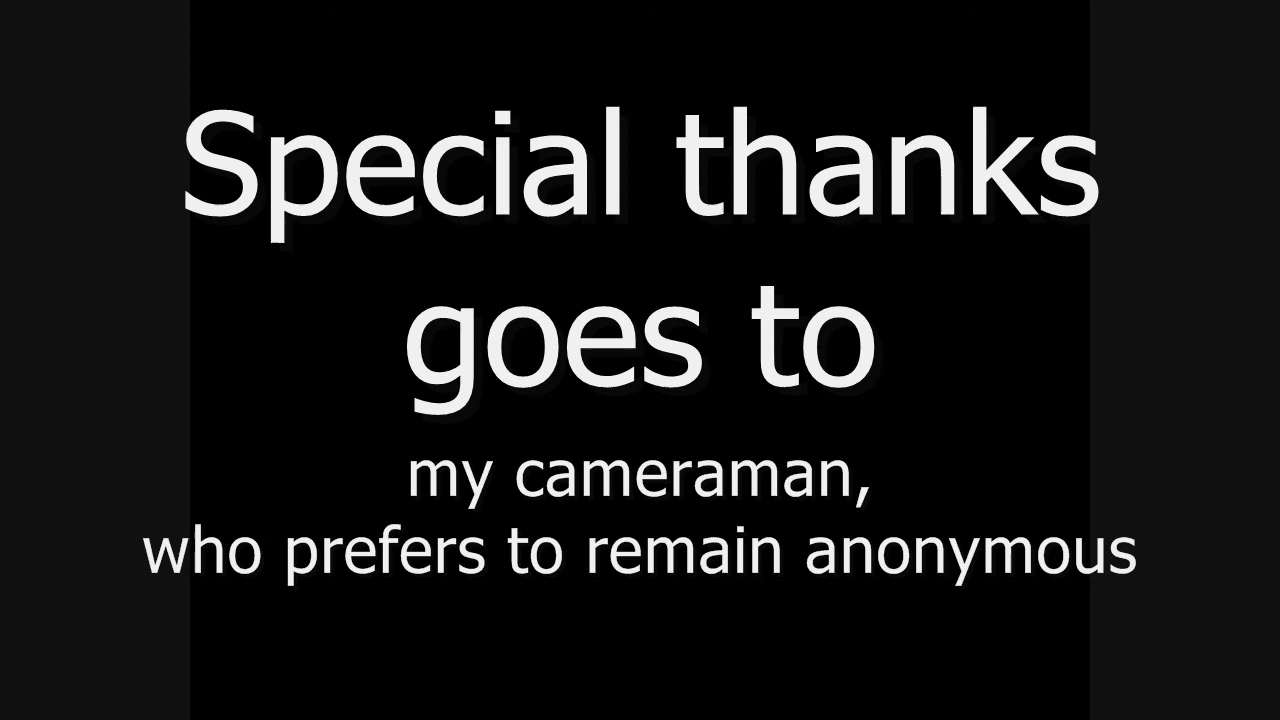 Special thanks
goes to
my cameraman,
who prefers to remain anonymous